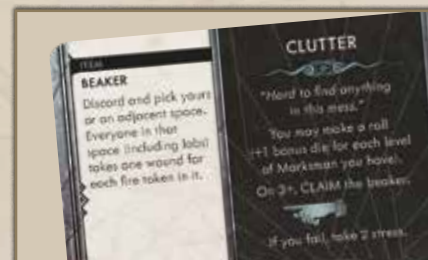 ITEM
BEAKER
Discard and pick yours
or an adjacent space.
Everyone in that
space (including Jobs)
takes one wound for
each fire token in it.
CLUTTER
"Hard to find anything
in this mess."
You may make a roll
(+1 bonus die for each level
of Marksman you have).
On 3+, CLAIM the beaker.
If you fail, take 2 stress.